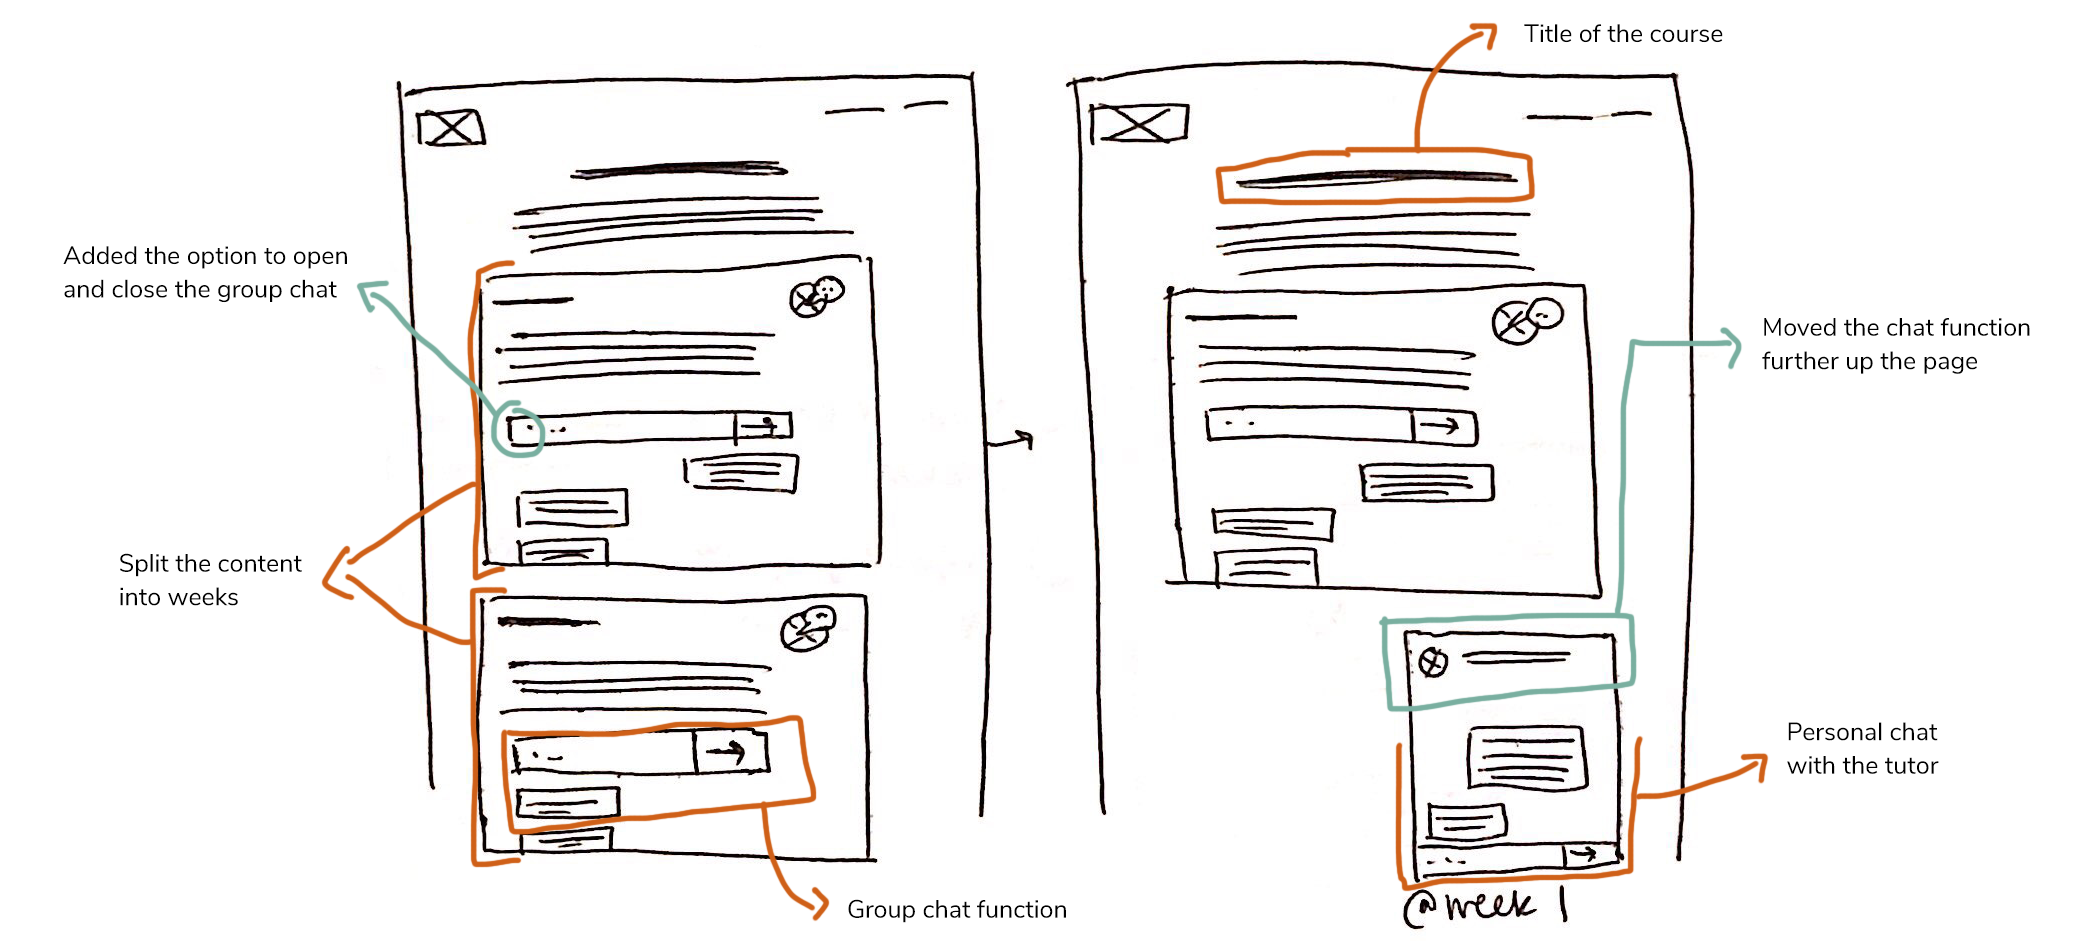 Title of the course
Added the option to open
and close the group chat
Moved the chat function
further up the page
Split the content
into weeks
Personal chat
with the tutor
@week 1
Group chat function